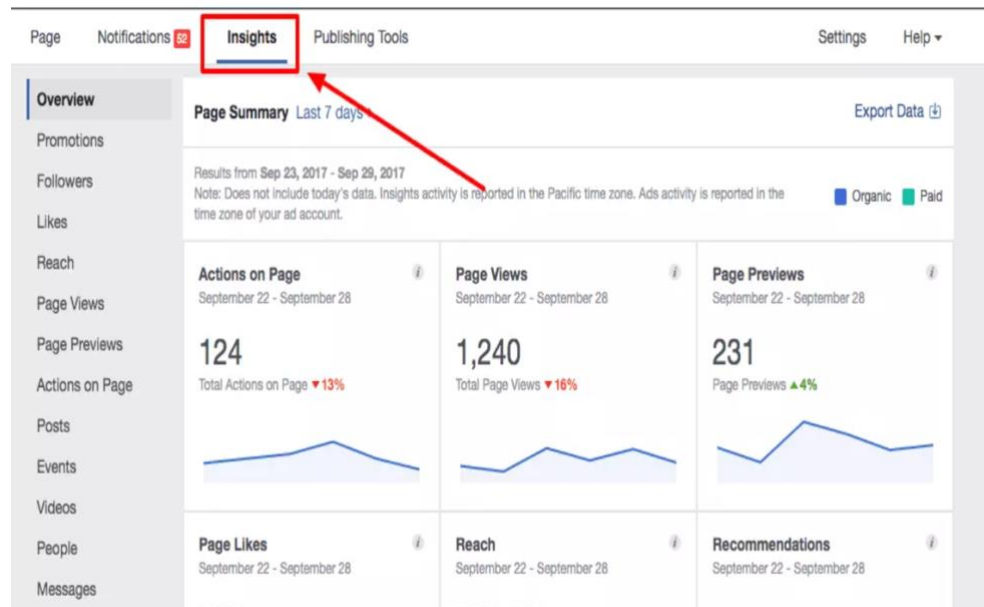 Page Notifications 52 Insights Publishing Tools Settings Help
Overview
Promotions
Followers
Likes
Reach
Page Views
Page Previews
Actions on Page
Posts
Events
Videos
People
Messages
Page Summary Last 7 days Export Data
Results from Sep 23, 2017 - Sep 29, 2017
Note: Does not include today's data. Insights activity is reported in the Pacific time zone. Ads activity is reported in the
time zone of your ad account.
Organic Paid
Actions on Page
September 22 - September 28
124
Total Actions on Page ▼13%
Page Views
September 22 - September 28
1,240
Total Page Views ▼16%
Page Previews
September 22 - September 28
231
Page Previews ▲4%
Page Likes
September 22 - September 28
Reach
September 22 - September 28
Recommendations
September 22 - September 28